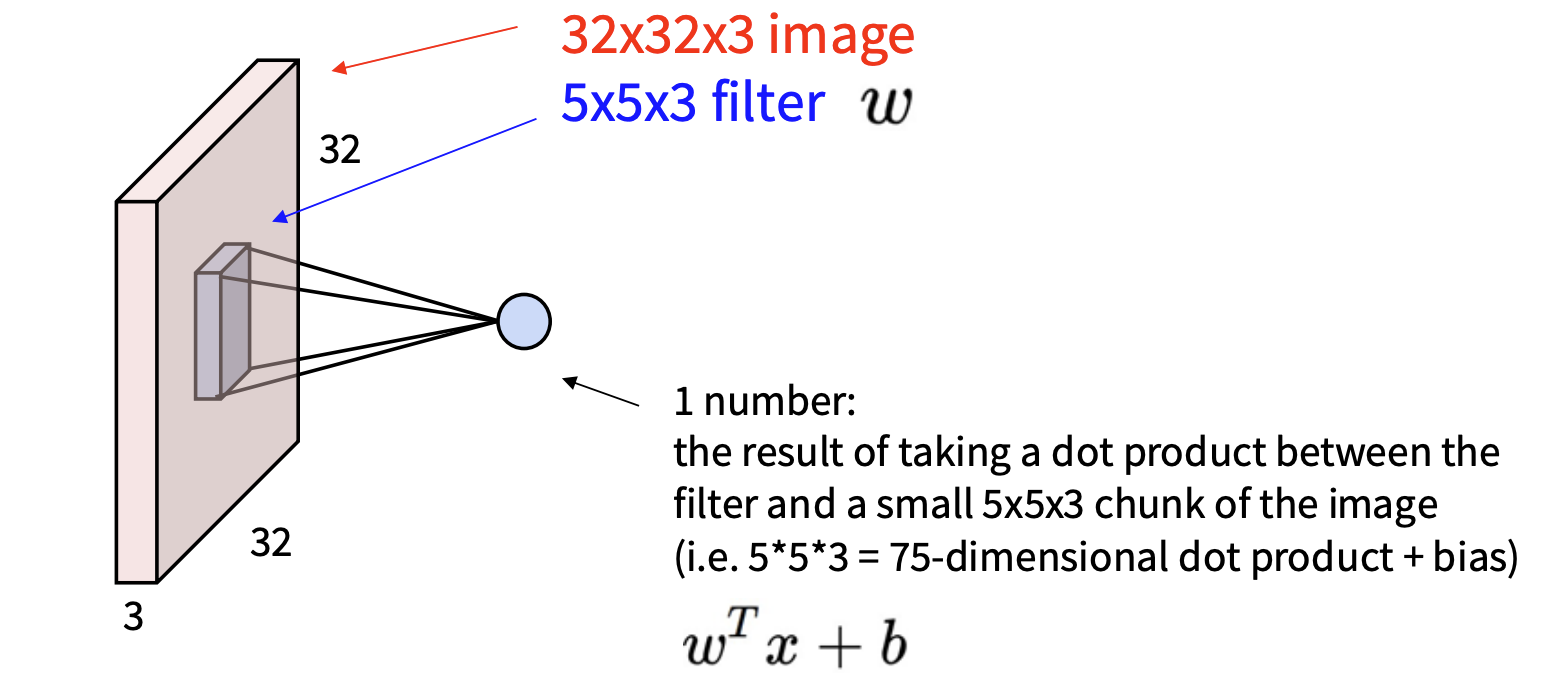 32x32x3 image
5x5x3 filter w
32
32
3
1 number:
the result of taking a dot product between the
filter and a small 5x5x3 chunk of the image
(i.e. 5*5*3 = 75-dimensional dot product + bias)
w^T x + b